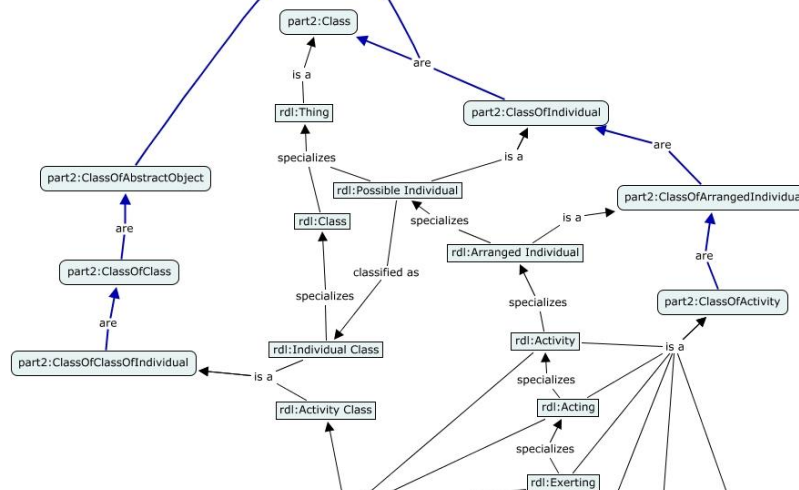 part2:Class
are
is a
rdl:Thing
part2:ClassOfIndividual
are
specializes
is a
part2:ClassOfAbstractObject
rdl:Possible Individual
part2:ClassOfArrangedIndividua
specializes
is a
rdl:Class
are
rdl:Arranged Individual
are
part2:ClassOfClass
classified as
specializes
specializes
part2:ClassOfActivity
are
rdl:Individual Class
rdl:Activity
is a
part2:ClassOfClassOfIndividual
is a
specializes
rdl:Activity Class
rdl:Acting
specializes
rdl:Exerting